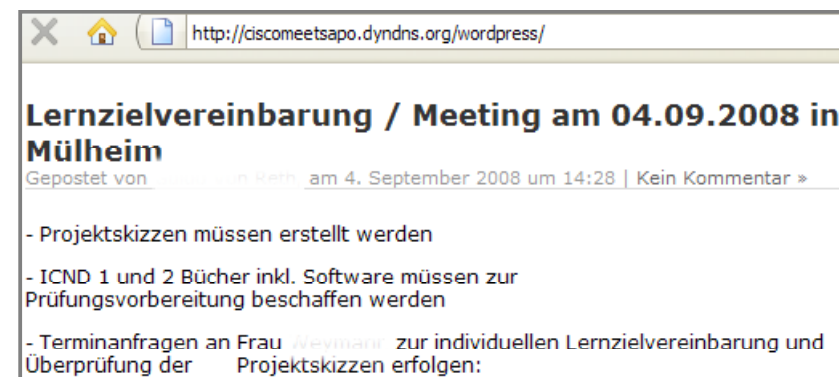 http://ciscomeetsapo.dyndns.org/wordpress/
Lernzielvereinbarung / Meeting am 04.09.2008 in
Mülheim
Gepostet von am 4. September 2008 um 14:28 | Kein Kommentar »
- Projektskizzen müssen erstellt werden
- ICND 1 und 2 Bücher inkl. Software müssen zur
Prüfungsvorbereitung beschaffen werden
- Terminanfragen an Frau zur individuellen Lernzielvereinbarung und
Überprüfung der Projektskizzen erfolgen: